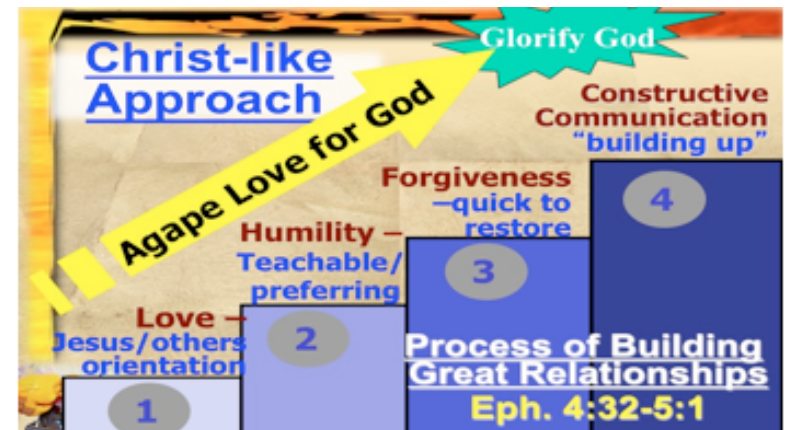 Christ-like
Approach
Glorify God
Agape Love for God
Constructive
Communication
“building up”
4
Forgiveness
–quick to
restore
3
Humility –
Teachable/
preferring
2
Love –
Jesus/others
orientation
1
Process of Building
Great Relationships
Eph. 4:32-5:1